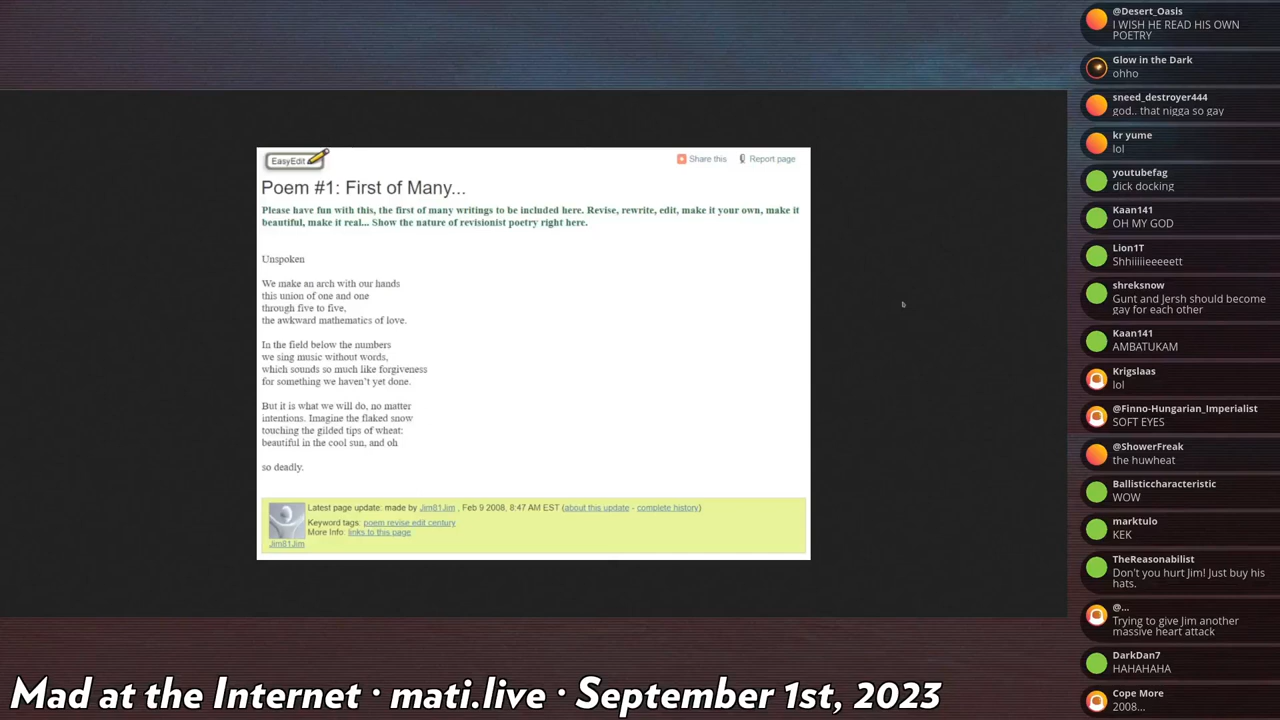 EasyEdit
Share this
Report page
Poem #1: First of Many...
Please have fun with this, the first of many writings to be included here. Revise, rewrite, edit, make it your own, make it
beautiful, make it real... Show the nature of revisionist poetry right here.
Unspoken
We make an arch with our hands
this union of one and one
through five to five,
the awkward mathematics of love.
In the field below the numbers
we sing music without words,
which sounds so much like forgiveness
for something we haven't yet done.
But it is what we will do, no matter
intentions. Imagine the flaked snow
touching the gilded tips of wheat:
beautiful in the cool sun, and oh
so deadly.
Latest page update: made by Jim81Jim , Feb 9 2008, 8:47 AM EST (about this update - complete history)
Keyword tags: poem revise edit century
More Info: links to this page
Jim81Jim
@Desert_Oasis
I WISH HE READ HIS OWN
POETRY
Glow in the Dark
ohho
sneed_destroyer444
god.. that nigga so gay
kr yume
lol
youtubefag
dick docking
Kaan141
OH MY GOD
Lion1T
Shhiiiiieeeeett
shreksnow
Gunt and Jersh should become
gay for each other
Kaan141
AMBATUKAM
Krigslaas
lol
@Finno-Hungarian_Imperialist
SOFT EYES
@ShowerFreak
the huwheat
Ballisticcharacteristic
WOW
marktulo
KEK
TheReasonabilist
Don't you hurt Jim! Just buy his
hats.
@...
Trying to give Jim another
massive heart attack
DarkDan7
HAHAHAHA
Cope More
2008...
Mad at the Internet · mati.live · September 1st, 2023